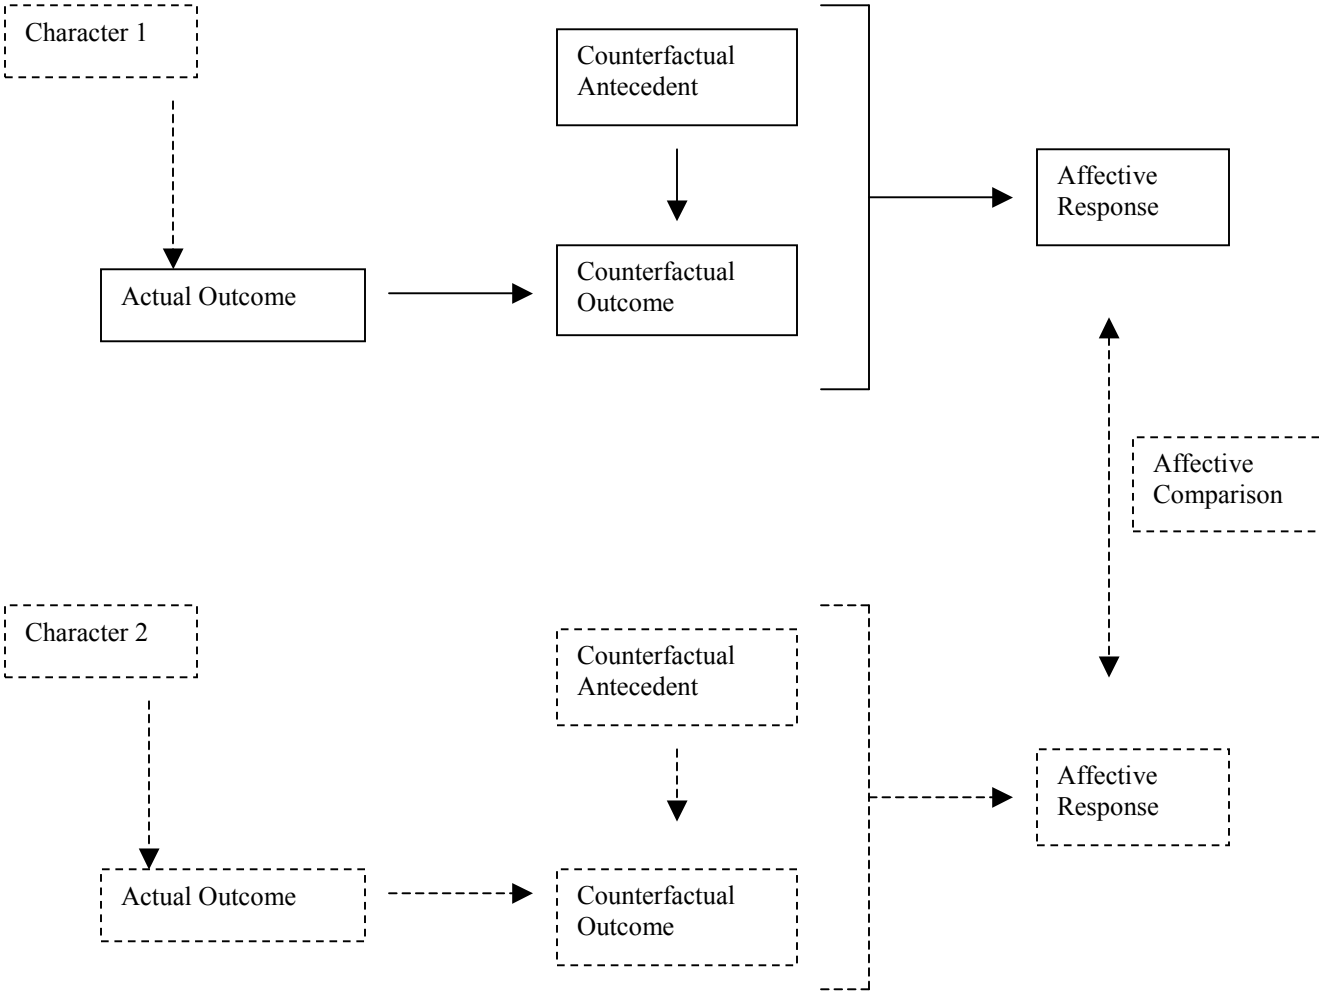 Character 1
Counterfactual
Antecedent
Affective
Response
Actual Outcome
Counterfactual
Outcome
Affective
Comparison
Character 2
Counterfactual
Antecedent
Affective
Response
Actual Outcome
Counterfactual
Outcome